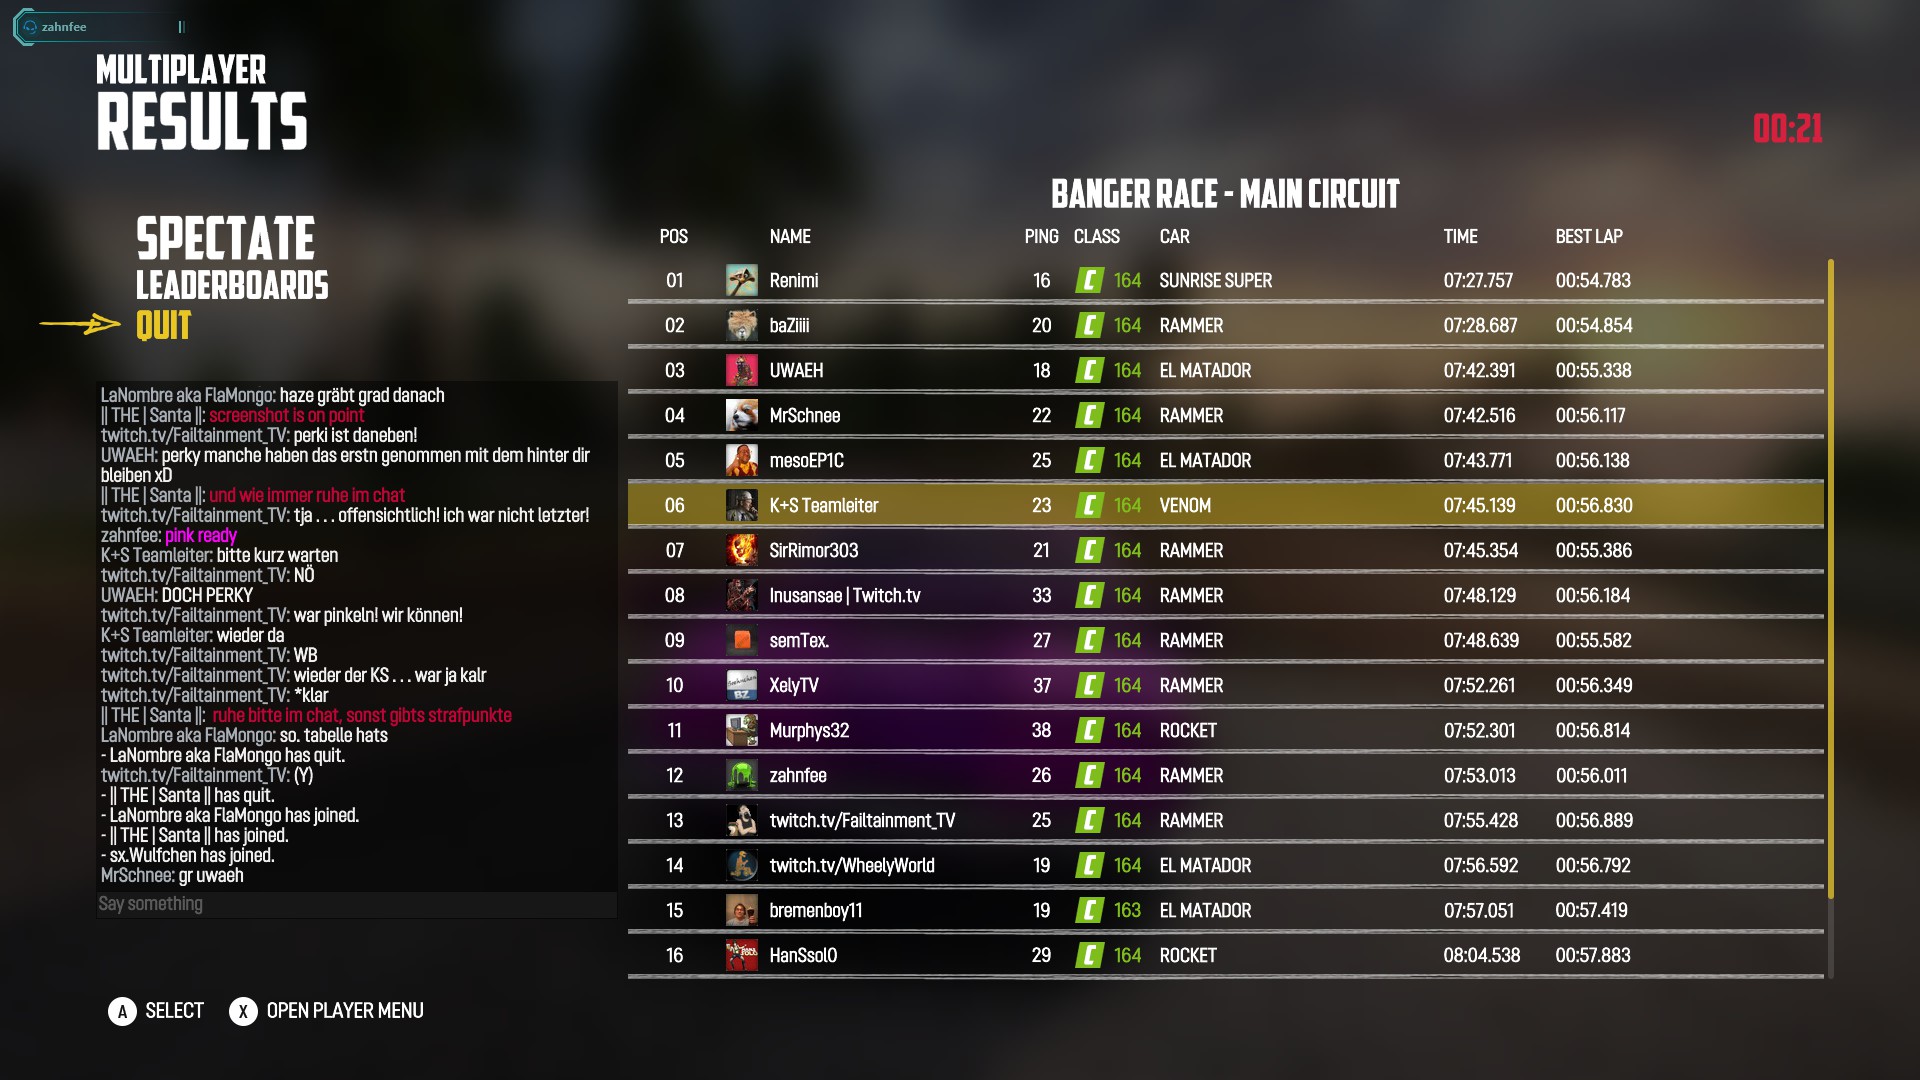 zahnfee
MULTIPLAYER
RESULTS
00:21
SPECTATE
LEADERBOARDS
QUIT
LaNombre aka FlaMongo: haze gräbt grad danach
|| THE | Santa ||: screenshot is on point
twitch.tv/Failtainment_TV: perki ist daneben!
UWAEH: perky manche haben das erstn genommen mit dem hinter dir
bleiben xD
|| THE | Santa ||: und wie immer ruhe im chat
twitch.tv/Failtainment_TV: tja . . . offensichtlich! ich war nicht letzter!
zahnfee: pink ready
K+S Teamleiter: bitte kurz warten
twitch.tv/Failtainment_TV: NÖ
UWAEH: DOCH PERKY
twitch.tv/Failtainment_TV: war pinkeln! wir können!
K+S Teamleiter: wieder da
twitch.tv/Failtainment_TV: WB
twitch.tv/Failtainment_TV: wieder der KS . . . war ja kalr
twitch.tv/Failtainment_TV: *klar
|| THE | Santa ||: ruhe bitte im chat, sonst gibts strafpunkte
LaNombre aka FlaMongo: so. tabelle hats
- LaNombre aka FlaMongo has quit.
twitch.tv/Failtainment_TV: (Y)
- || THE | Santa || has quit.
- LaNombre aka FlaMongo has joined.
- || THE | Santa || has joined.
- sx.Wulfchen has joined.
MrSchnee: gr uwaeh
Say something
BANGER RACE - MAIN CIRCUIT
POS NAME PING CLASS CAR TIME BEST LAP
01 Renimi 16 C 164 SUNRISE SUPER 07:27.757 00:54.783
02 baZiiii 20 C 164 RAMMER 07:28.687 00:54.854
03 UWAEH 18 C 164 EL MATADOR 07:42.391 00:55.338
04 MrSchnee 22 C 164 RAMMER 07:42.516 00:56.117
05 mesoEP1C 25 C 164 EL MATADOR 07:43.771 00:56.138
06 K+S Teamleiter 23 C 164 VENOM 07:45.139 00:56.830
07 SirRimor303 21 C 164 RAMMER 07:45.354 00:55.386
08 Inusansae | Twitch.tv 33 C 164 RAMMER 07:48.129 00:56.184
09 semTex. 27 C 164 RAMMER 07:48.639 00:55.582
10 XelyTV 37 C 164 RAMMER 07:52.261 00:56.349
11 Murphys32 38 C 164 ROCKET 07:52.301 00:56.814
12 zahnfee 26 C 164 RAMMER 07:53.013 00:56.011
13 twitch.tv/Failtainment_TV 25 C 164 RAMMER 07:55.428 00:56.889
14 twitch.tv/WheelyWorld 19 C 164 EL MATADOR 07:56.592 00:56.792
15 bremenboy11 19 C 163 EL MATADOR 07:57.051 00:57.419
16 HanSsol0 29 C 164 ROCKET 08:04.538 00:57.883
A SELECT X OPEN PLAYER MENU